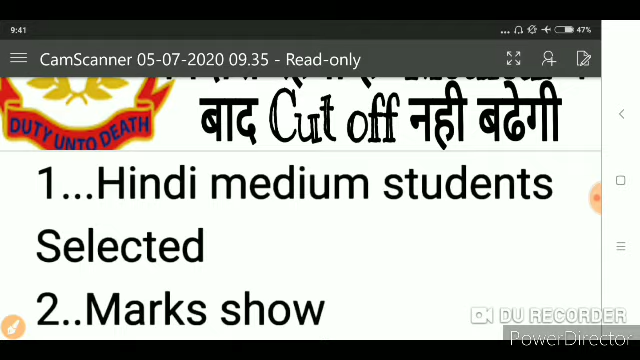 9:41
47%
CamScanner 05-07-2020 09.35 - Read-only
बाद Cut off नही बढेगी
DUTY UNTO DEATH
1...Hindi medium students
Selected
2..Marks show
DU RECORDER
PowerDirector